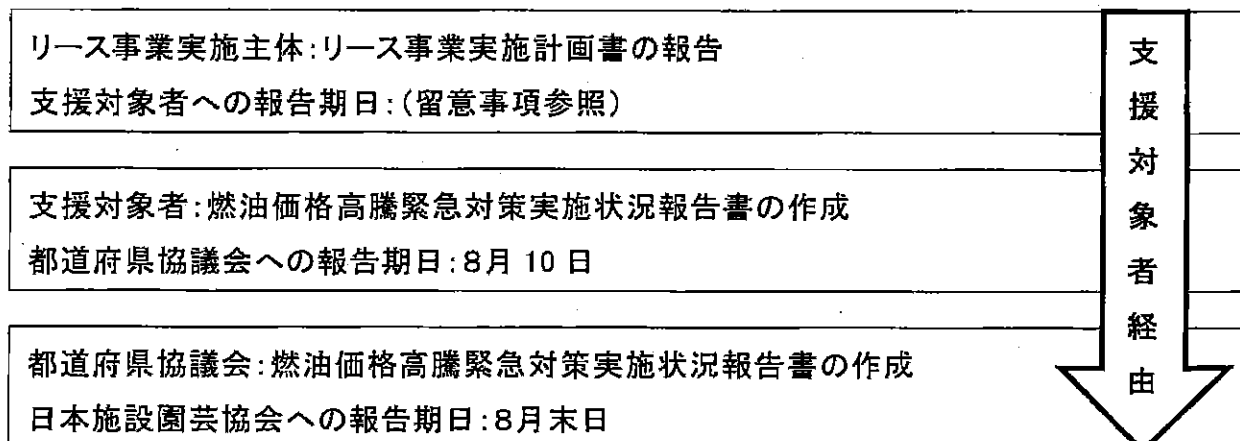 リース事業実施主体:リース事業実施計画書の報告
支援対象者への報告期日:(留意事項参照)
支援対象者:燃油価格高騰緊急対策実施状況報告書の作成
都道府県協議会への報告期日:8月 10 日
都道府県協議会:燃油価格高騰緊急対策実施状況報告書の作成
日本施設園芸協会への報告期日:8月末日
支援対象者経由